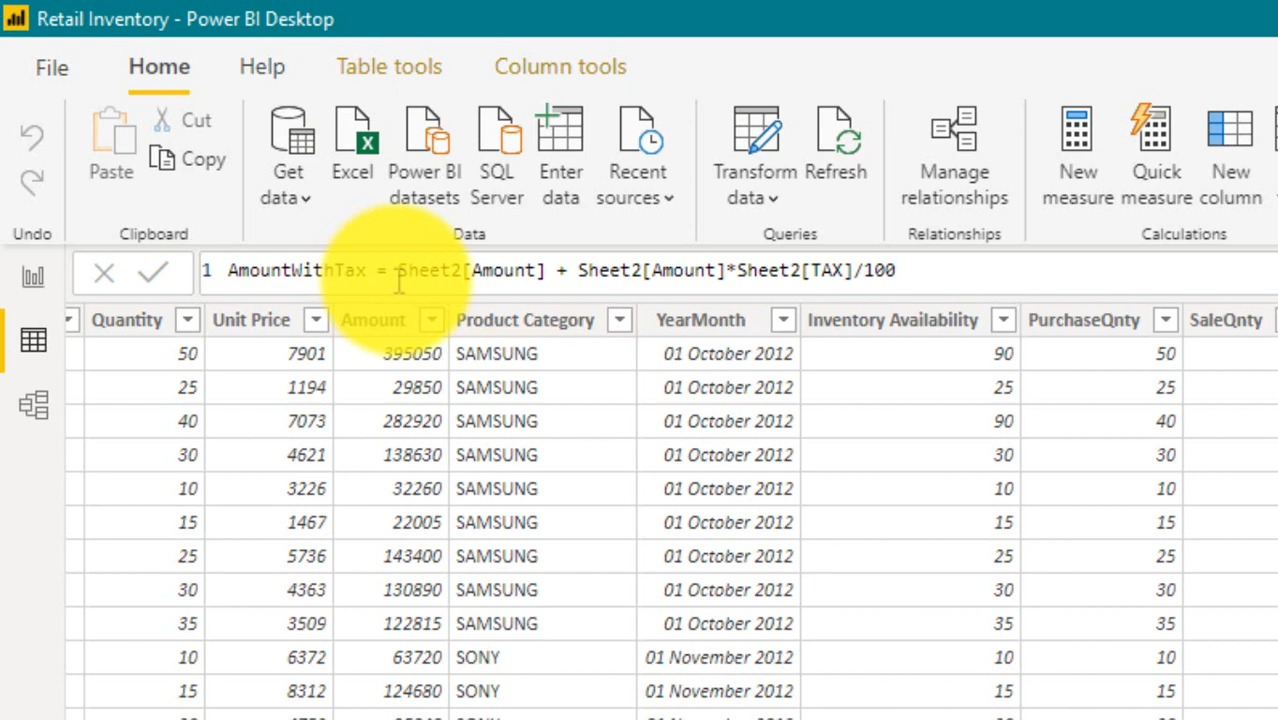 Retail Inventory - Power BI Desktop
File Home Help Table tools Column tools
Cut
Copy
Paste
Get data
Excel
Power BI datasets
SQL Server
Enter data
Recent sources
Transform data
Refresh
Manage relationships
New measure
Quick measure
New column
Undo Clipboard Data Queries Relationships Calculations
1 AmountWithTax = Sheet2[Amount] + Sheet2[Amount]*Sheet2[TAX]/100
Quantity Unit Price Amount Product Category YearMonth Inventory Availability PurchaseQnty SaleQnty
50 7901 395050 SAMSUNG 01 October 2012 90 50
25 1194 29850 SAMSUNG 01 October 2012 25 25
40 7073 282920 SAMSUNG 01 October 2012 90 40
30 4621 138630 SAMSUNG 01 October 2012 30 30
10 3226 32260 SAMSUNG 01 October 2012 10 10
15 1467 22005 SAMSUNG 01 October 2012 15 15
25 5736 143400 SAMSUNG 01 October 2012 25 25
30 4363 130890 SAMSUNG 01 October 2012 30 30
35 3509 122815 SAMSUNG 01 October 2012 35 35
10 6372 63720 SONY 01 November 2012 10 10
15 8312 124680 SONY 01 November 2012 15 15